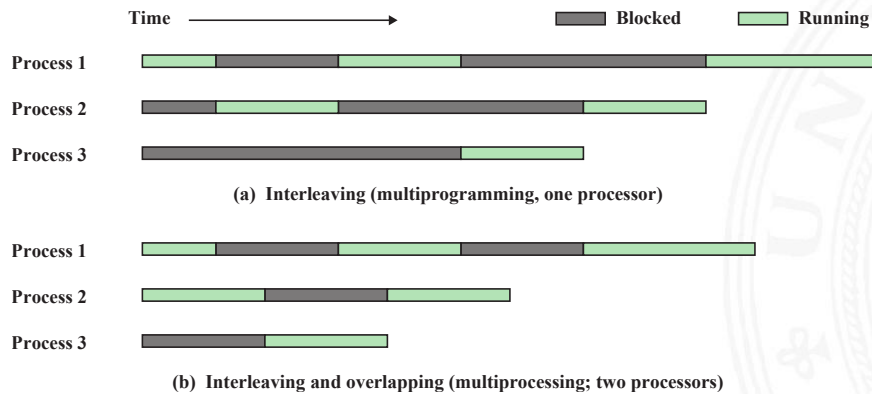 Time Blocked Running
Process 1
Process 2
Process 3
(a) Interleaving (multiprogramming, one processor)
Process 1
Process 2
Process 3
(b) Interleaving and overlapping (multiprocessing; two processors)
U N